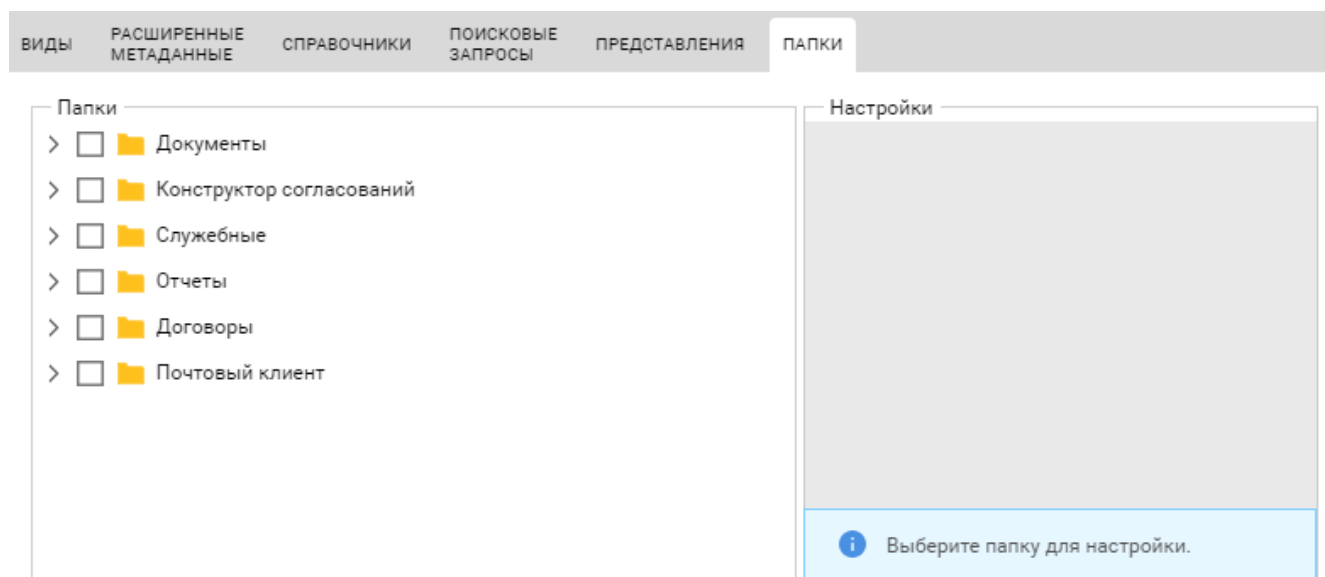 ВИДЫ
РАСШИРЕННЫЕ
МЕТАДАННЫЕ
СПРАВОЧНИКИ
ПОИСКОВЫЕ
ЗАПРОСЫ
ПРЕДСТАВЛЕНИЯ
ПАПКИ
Папки
Документы
Конструктор согласований
Служебные
Отчеты
Договоры
Почтовый клиент
Настройки
Выберите папку для настройки.